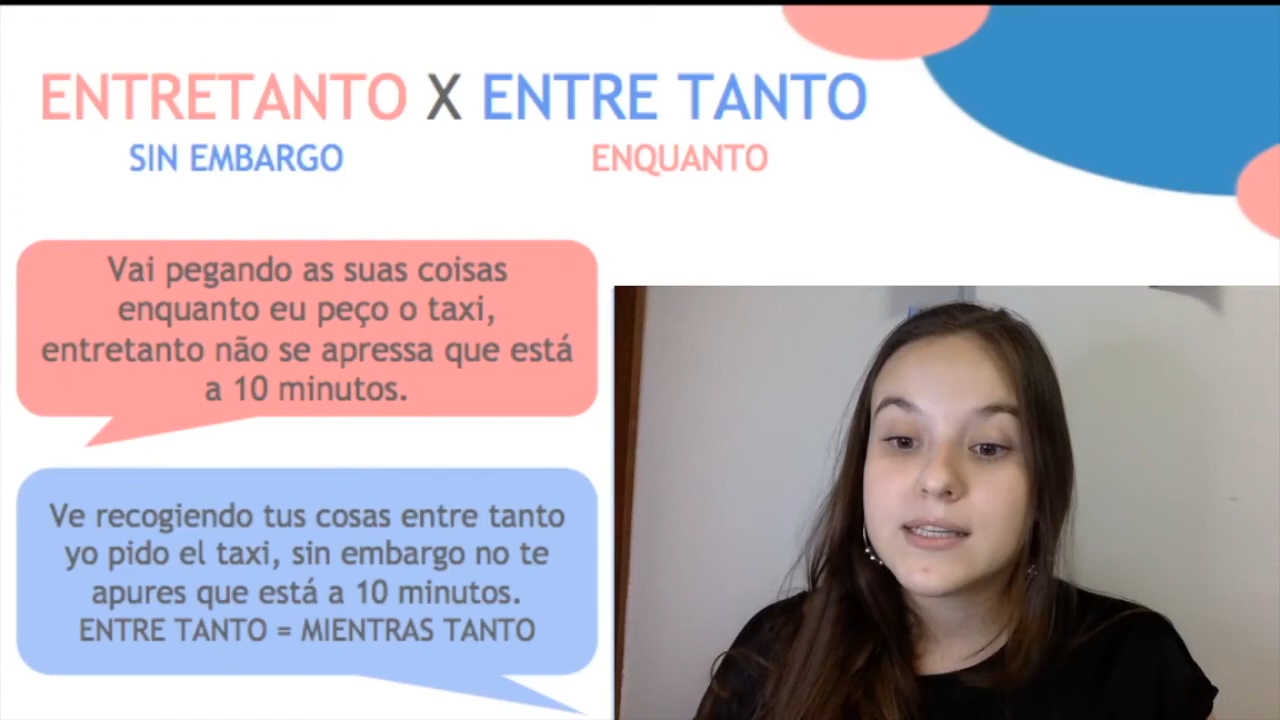 ENTRETANTO X ENTRE TANTO
SIN EMBARGO
ENQUANTO
Vai pegando as suas coisas
enquanto eu peço o taxi,
entretanto não se apressa que está
a 10 minutos.
Ve recogiendo tus cosas entre tanto
yo pido el taxi, sin embargo no te
apures que está a 10 minutos.
ENTRE TANTO = MIENTRAS TANTO